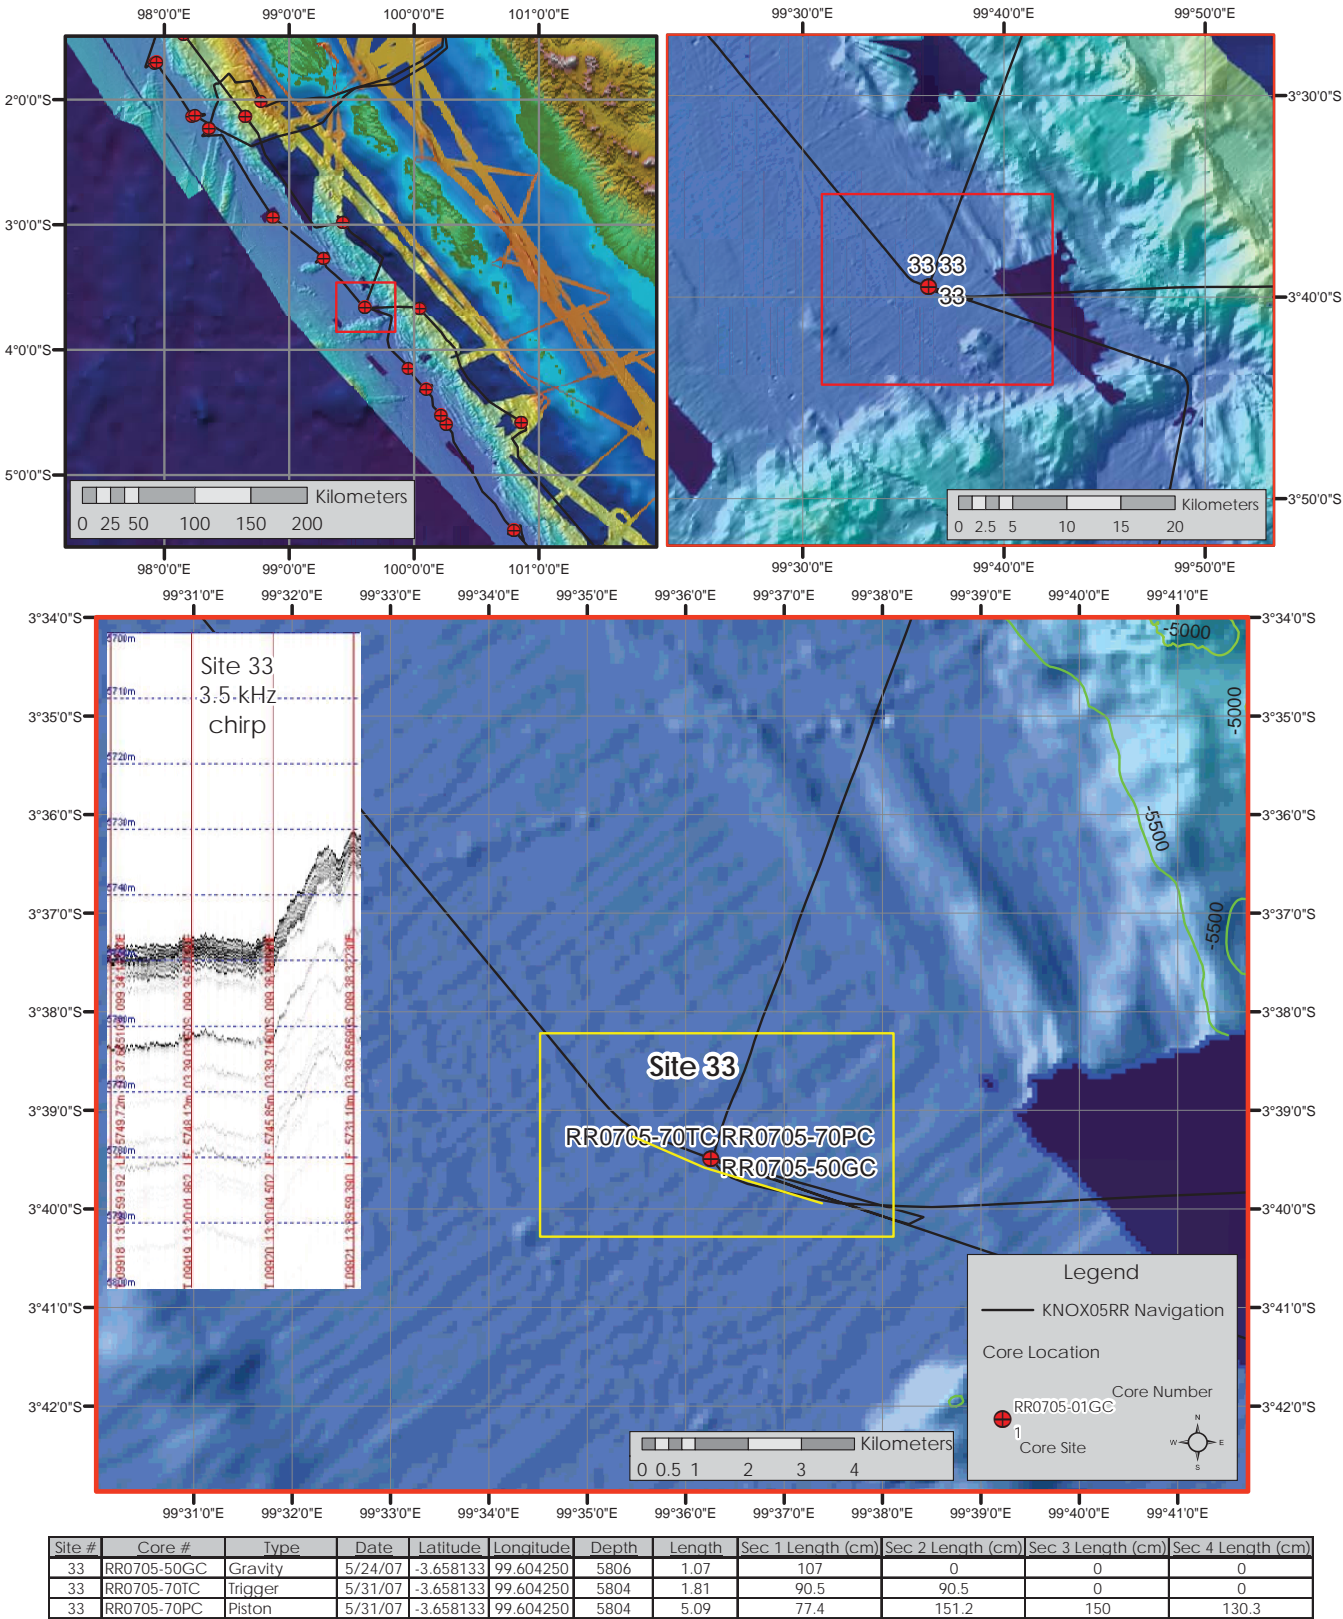 98°0'0"E 99°0'0"E 100°0'0"E 101°0'0"E
2°0'0"S
3°0'0"S
4°0'0"S
5°0'0"S
Kilometers
0 25 50 100 150 200
98°0'0"E 99°0'0"E 100°0'0"E 101°0'0"E
99°30'0"E 99°40'0"E 99°50'0"E
3°30'0"S
3°40'0"S
3°50'0"S
33 33
33
Kilometers
0 2.5 5 10 15 20
99°30'0"E 99°40'0"E 99°50'0"E
99°31'0"E 99°32'0"E 99°33'0"E 99°34'0"E 99°35'0"E 99°36'0"E 99°37'0"E 99°38'0"E 99°39'0"E 99°40'0"E 99°41'0"E
3°34'0"S 3°34'0"S
3°35'0"S 3°35'0"S
3°36'0"S 3°36'0"S
3°37'0"S 3°37'0"S
3°38'0"S 3°38'0"S
3°39'0"S 3°39'0"S
3°40'0"S 3°40'0"S
3°41'0"S 3°41'0"S
3°42'0"S 3°42'0"S
Site 33
3.5 kHz
chirp
5700m
5710m
5720m
5730m
5740m
-5000
-5000
-5500
-5500
Site 33
RR0705-70TC RR0705-70PC
RR0705-50GC
Kilometers
0 0.5 1 2 3 4
Legend
KNOX05RR Navigation
Core Location
Core Number
RR0705-01GC
1
Core Site
N
W E
S
99°31'0"E 99°32'0"E 99°33'0"E 99°34'0"E 99°35'0"E 99°36'0"E 99°37'0"E 99°38'0"E 99°39'0"E 99°40'0"E 99°41'0"E
Site # Core # Type Date Latitude Longitude Depth Length Sec 1 Length (cm) Sec 2 Length (cm) Sec 3 Length (cm) Sec 4 Length (cm)
33 RR0705-50GC Gravity 5/24/07 -3.658133 99.604250 5806 1.07 107 0 0 0
33 RR0705-70TC Trigger 5/31/07 -3.658133 99.604250 5804 1.81 90.5 90.5 0 0
33 RR0705-70PC Piston 5/31/07 -3.658133 99.604250 5804 5.09 77.4 151.2 150 130.3